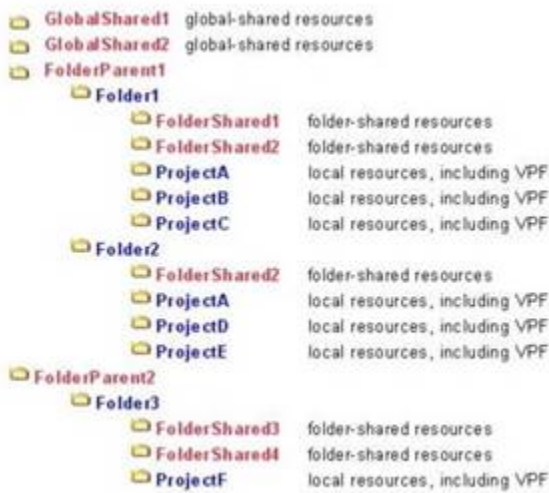 GlobalShared1 global-shared resources
GlobalShared2 global-shared resources
FolderParent1
Folder1
FolderShared1 folder-shared resources
FolderShared2 folder-shared resources
ProjectA local resources, including VPF
ProjectB local resources, including VPF
ProjectC local resources, including VPF
Folder2
FolderShared2 folder-shared resources
ProjectA local resources, including VPF
ProjectD local resources, including VPF
ProjectE local resources, including VPF
FolderParent2
Folder3
FolderShared3 folder-shared resources
FolderShared4 folder-shared resources
ProjectF local resources, including VPF